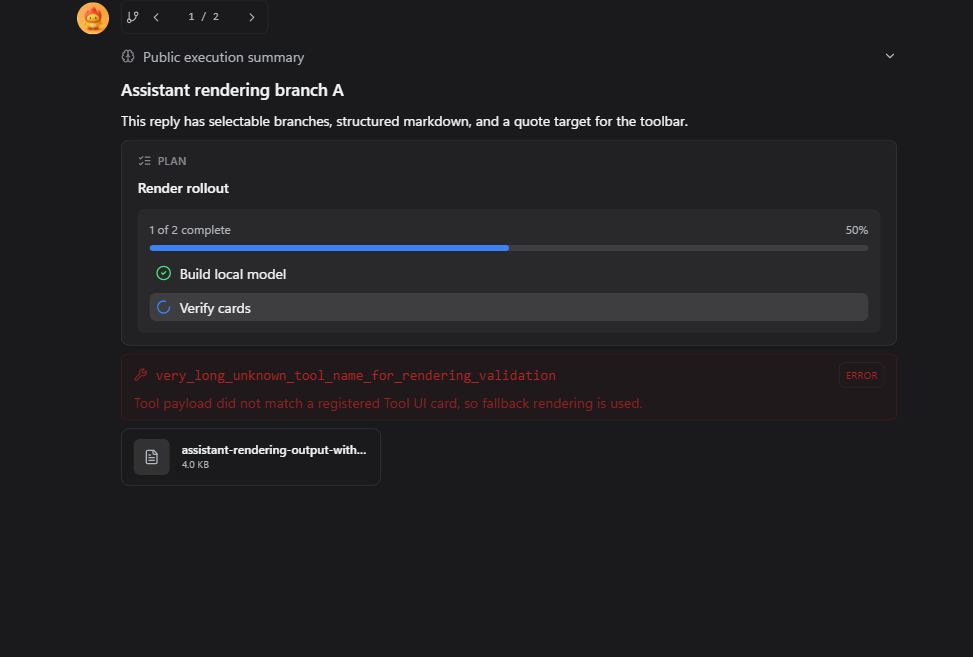 1 / 2
Public execution summary
Assistant rendering branch A
This reply has selectable branches, structured markdown, and a quote target for the toolbar.
PLAN
Render rollout
1 of 2 complete 50%
Build local model
Verify cards
very_long_unknown_tool_name_for_rendering_validation ERROR
Tool payload did not match a registered Tool UI card, so fallback rendering is used.
assistant-rendering-output-with...
4.0 KB